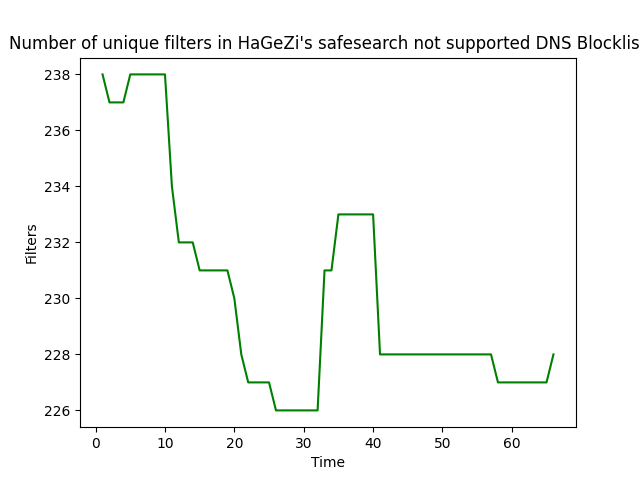 Number of unique filters in HaGeZi's safesearch not supported DNS Blocklis
238
236
234
232
230
228
226
Filters
0 10 20 30 40 50 60
Time